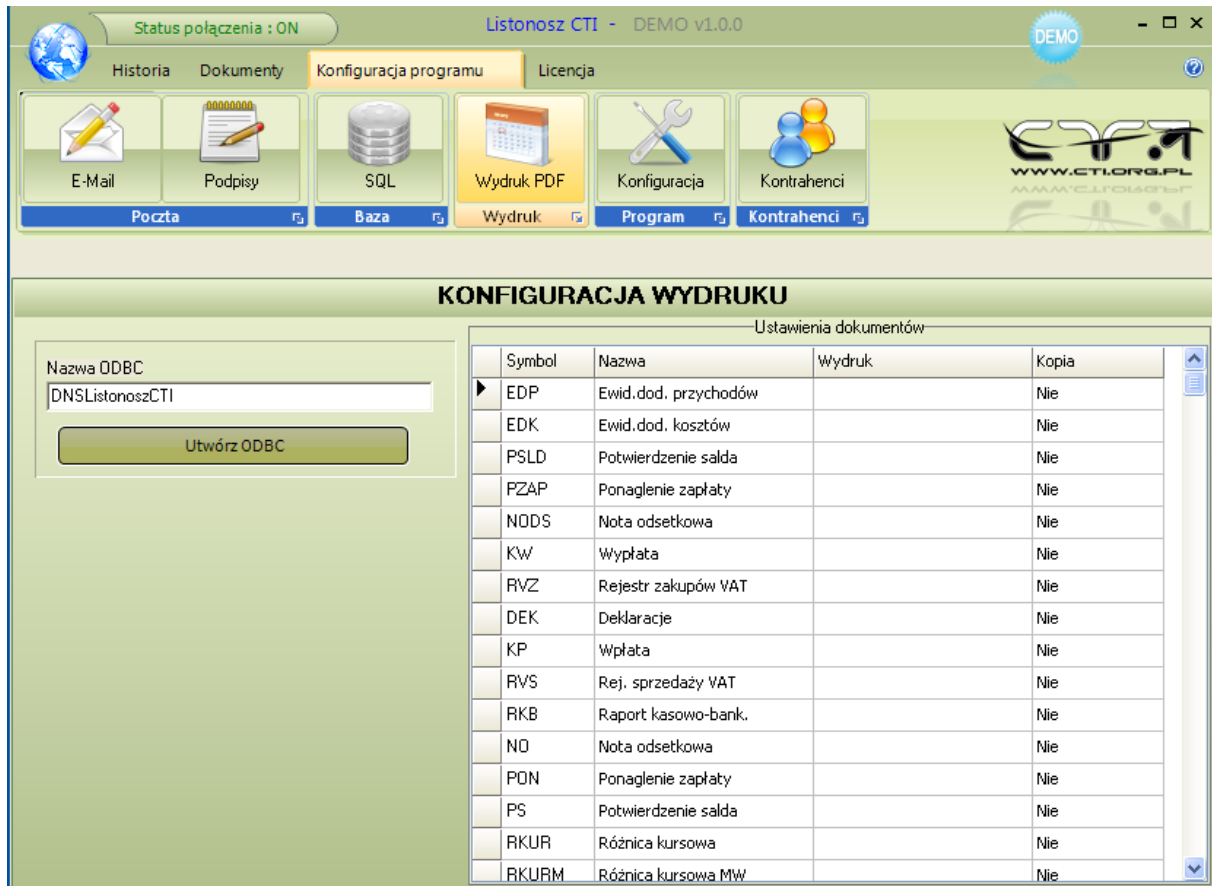 Status połączenia : ON
Listonosz CTI - DEMO v1.0.0
DEMO
Historia Dokumenty Konfiguracja programu Licencja
E-Mail Podpisy SQL Wydruk PDF Konfiguracja Kontrahenci
Poczta Baza Wydruk Program Kontrahenci
CTI
WWW.CTI.ORG.PL
KONFIGURACJA WYDRUKU
Nazwa ODBC
DNSListonoszCTI
Utwórz ODBC
Ustawienia dokumentów
Symbol Nazwa Wydruk Kopia
EDP Ewid.dod. przychodów Nie
EDK Ewid.dod. kosztów Nie
PSLD Potwierdzenie salda Nie
PZAP Ponaglenie zapłaty Nie
NODS Nota odsetkowa Nie
KW Wypłata Nie
RVZ Rejestr zakupów VAT Nie
DEK Deklaracje Nie
KP Wpłata Nie
RVS Rej. sprzedaży VAT Nie
RKB Raport kasowo-bank. Nie
NO Nota odsetkowa Nie
PON Ponaglenie zapłaty Nie
PS Potwierdzenie salda Nie
RKUR Różnica kursowa Nie
RKURM Różnica kursowa MW Nie